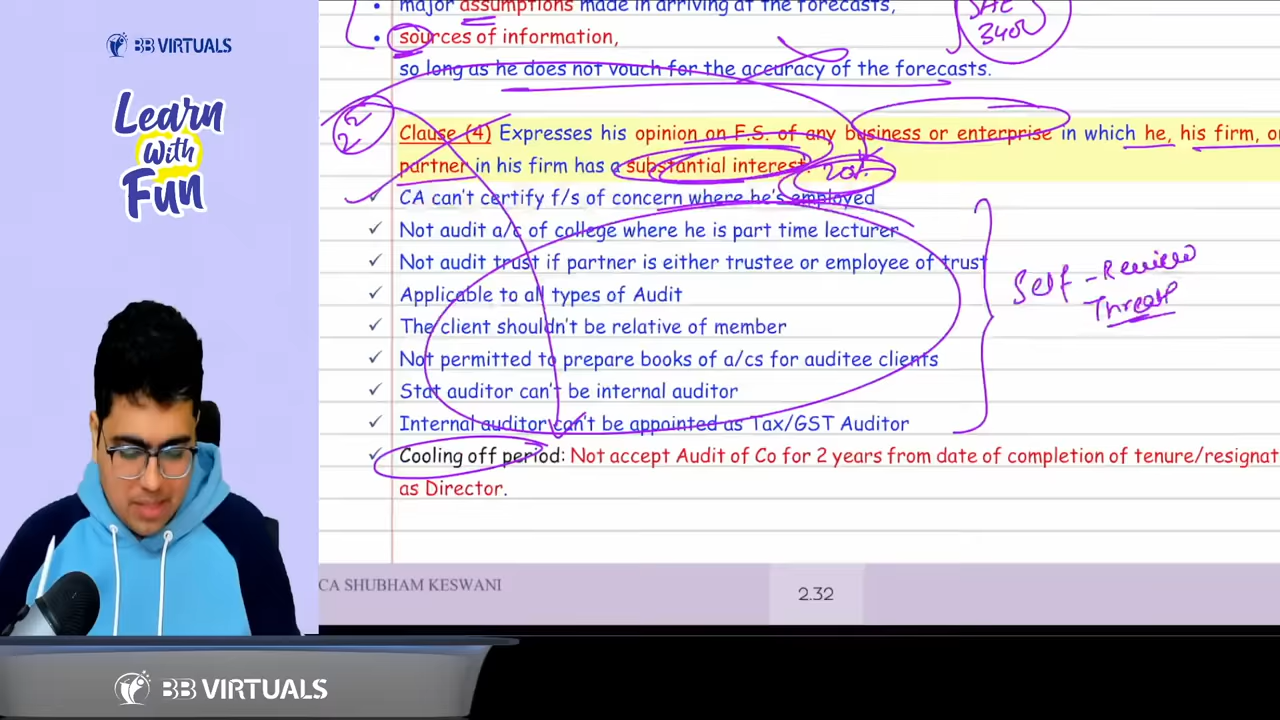 major assumptions made in arriving at the forecasts,
SAE
3400
sources of information,
so long as he does not vouch for the accuracy of the forecasts.
BB VIRTUALS
Learn
With
Fun
22
Clause (4) Expresses his opinion on F.S. of any business or enterprise in which he, his firm, or
partner in his firm has a substantial interest.
20%
✓ CA can't certify f/s of concern where he's employed
✓ Not audit a/c of college where he is part time lecturer
✓ Not audit trust if partner is either trustee or employee of trust
✓ Applicable to all types of Audit
✓ The client shouldn't be relative of member
✓ Not permitted to prepare books of a/cs for auditee clients
✓ Stat auditor can't be internal auditor
✓ Internal auditor can't be appointed as Tax/GST Auditor
Self-Review
Threat
✓ Cooling off period: Not accept Audit of Co for 2 years from date of completion of tenure/resignat
as Director.
CA SHUBHAM KESWANI
2.32
BB VIRTUALS